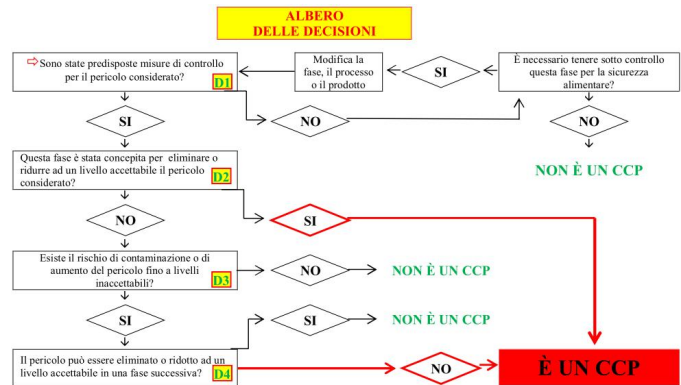 ALBERO
DELLE DECISIONI
⇨Sono state predisposte misure di controllo
per il pericolo considerato?
D1
Modifica la
fase, il processo
o il prodotto
SI
È necessario tenere sotto controllo
questa fase per la sicurezza
alimentare?
SI
NO
NO
NON È UN CCP
Questa fase è stata concepita per eliminare o
ridurre ad un livello accettabile il pericolo
considerato?
D2
NO
SI
Esiste il rischio di contaminazione o di
aumento del pericolo fino a livelli
inaccettabili?
D3
NO
NON È UN CCP
SI
SI
NON È UN CCP
Il pericolo può essere eliminato o ridotto ad un
livello accettabile in una fase successiva?
D4
NO
È UN CCP